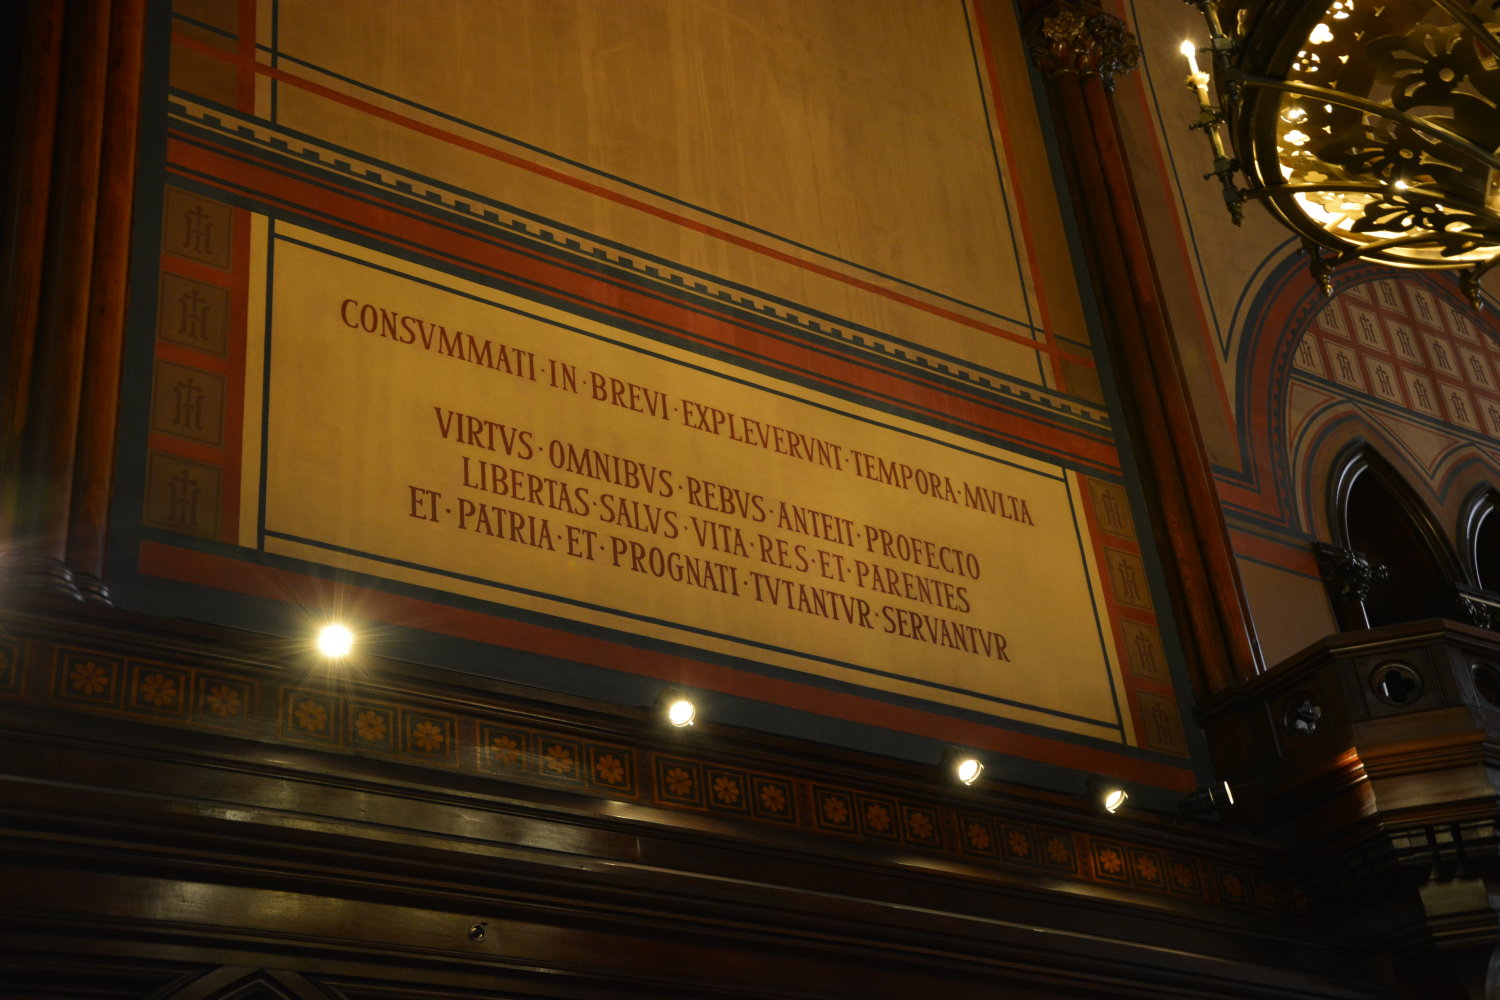 CONSVMMATI·IN·BREVI·EXPLEVERVNT·TEMPORA·MVLTA
VIRTVS·OMNIBVS·REBVS·ANTEIT·PROFECTO
LIBERTAS·SALVS·VITA·RES·ET·PARENTES
ET·PATRIA·ET·PROGNATI·TVTANTVR·SERVANTVR